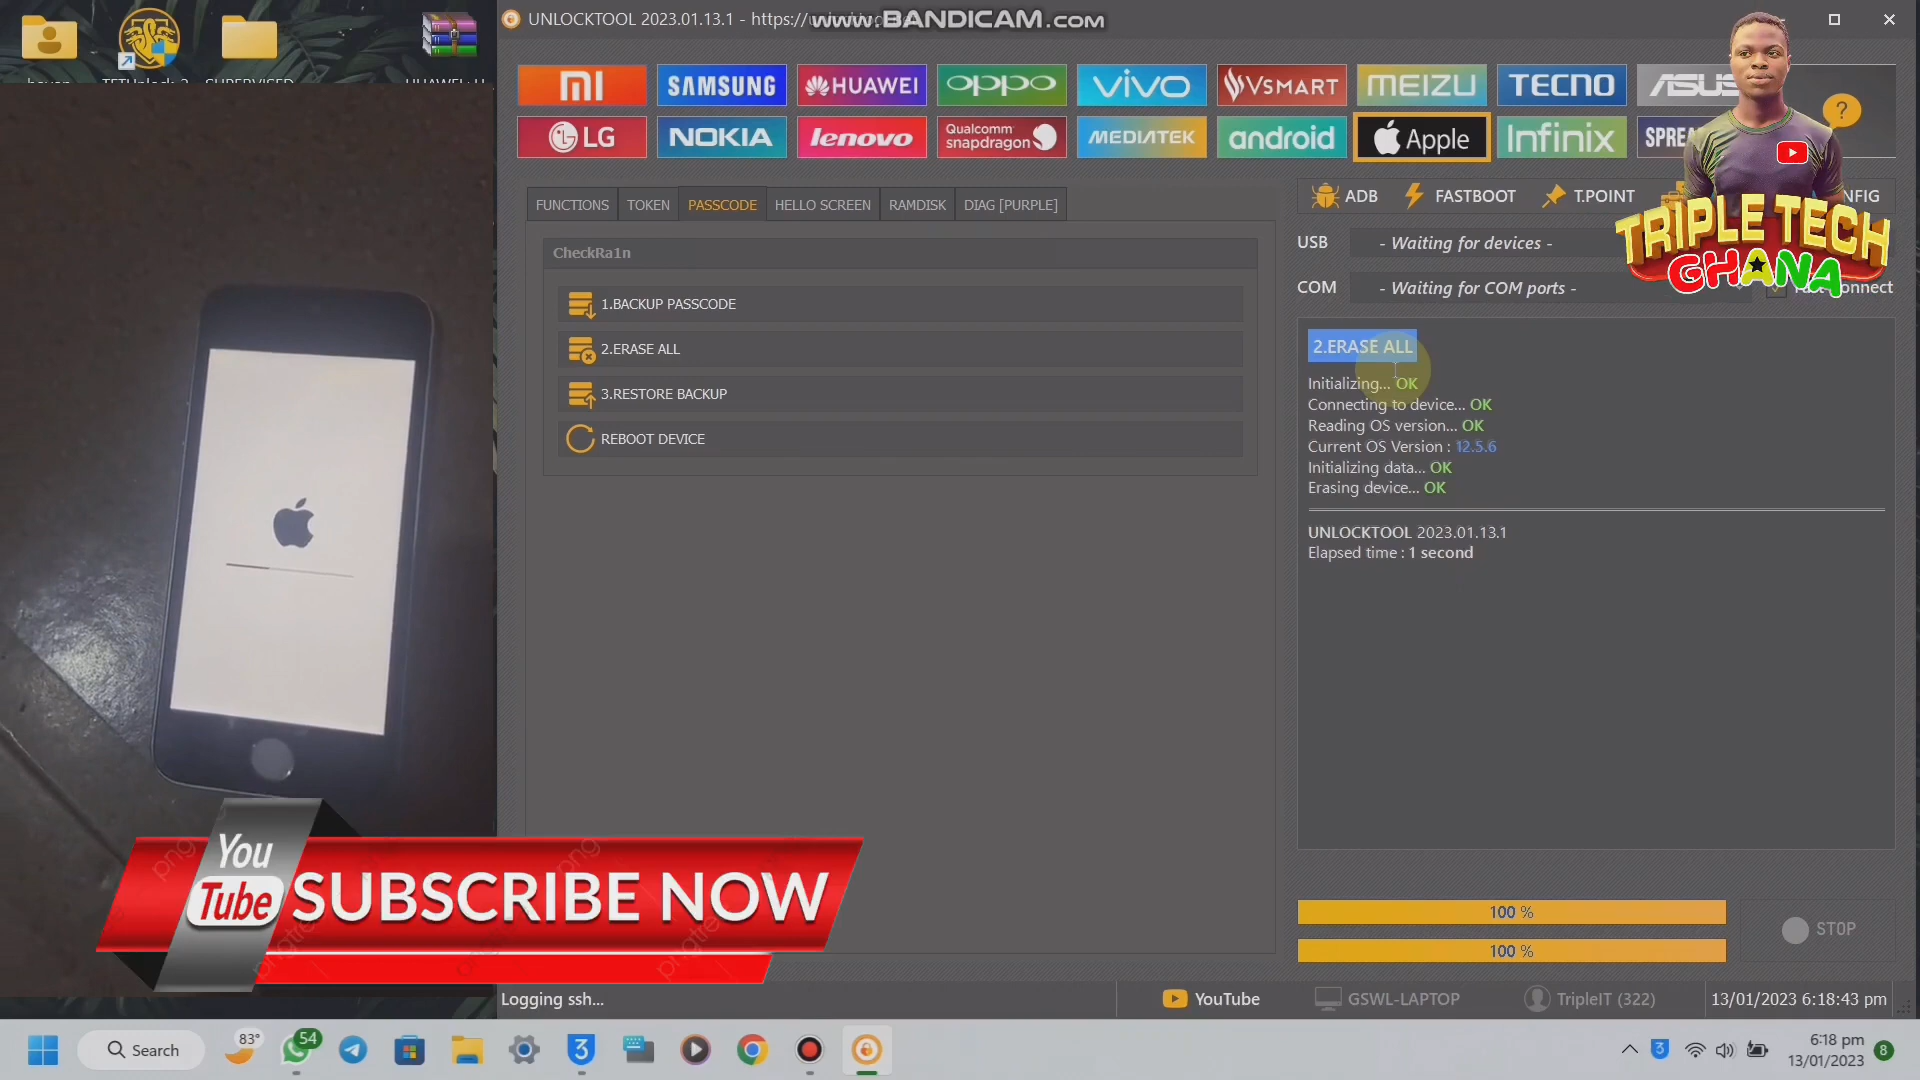 UNLOCKTOOL 2023.01.13.1 - https://
www.BANDICAM.com
SUPERVISED
mi
SAMSUNG
HUAWEI
oppo
vivo
VSMART
MEIZU
TECNO
ASUS
LG
NOKIA
lenovo
Qualcomm
snapdragon
MEDIATEK
android
Apple
Infinix
SPREA
?
FUNCTIONS
TOKEN
PASSCODE
HELLO SCREEN
RAMDISK
DIAG [PURPLE]
ADB
FASTBOOT
T.POINT
NFIG
TRIPLE TECH
GHANA
USB
- Waiting for devices -
COM
- Waiting for COM ports -
CheckRa1n
1.BACKUP PASSCODE
2.ERASE ALL
3.RESTORE BACKUP
REBOOT DEVICE
2.ERASE ALL
Initializing... OK
Connecting to device... OK
Reading OS version... OK
Current OS Version : 12.5.6
Initializing data... OK
Erasing device... OK
UNLOCKTOOL 2023.01.13.1
Elapsed time : 1 second
You
Tube
SUBSCRIBE NOW
100 %
100 %
STOP
Logging ssh...
YouTube
GSWL-LAPTOP
TripleIT (322)
13/01/2023 6:18:43 pm
83°
54
Search
6:18 pm
13/01/2023
8